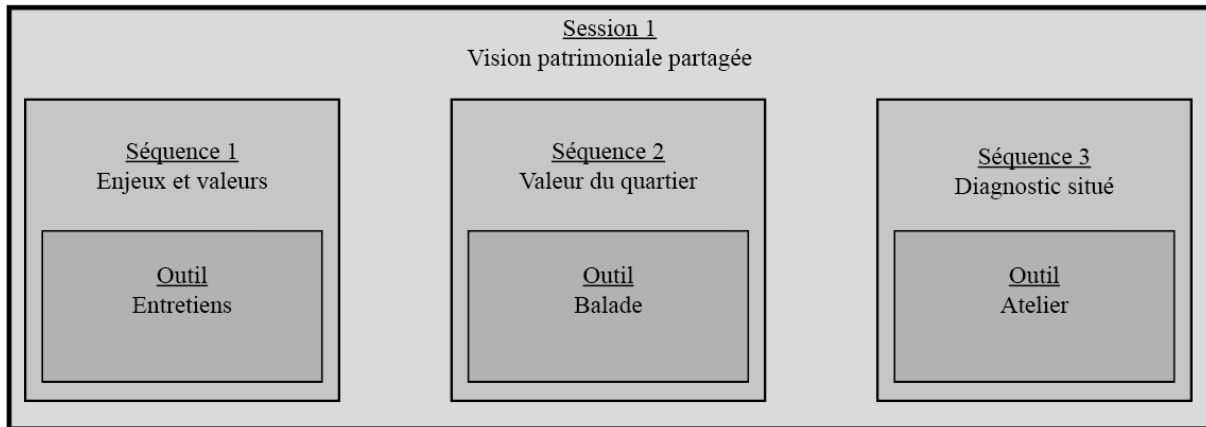 Session 1
Vision patrimoniale partagée
Séquence 1
Enjeux et valeurs
Outil
Entretiens
Séquence 2
Valeur du quartier
Outil
Balade
Séquence 3
Diagnostic situé
Outil
Atelier